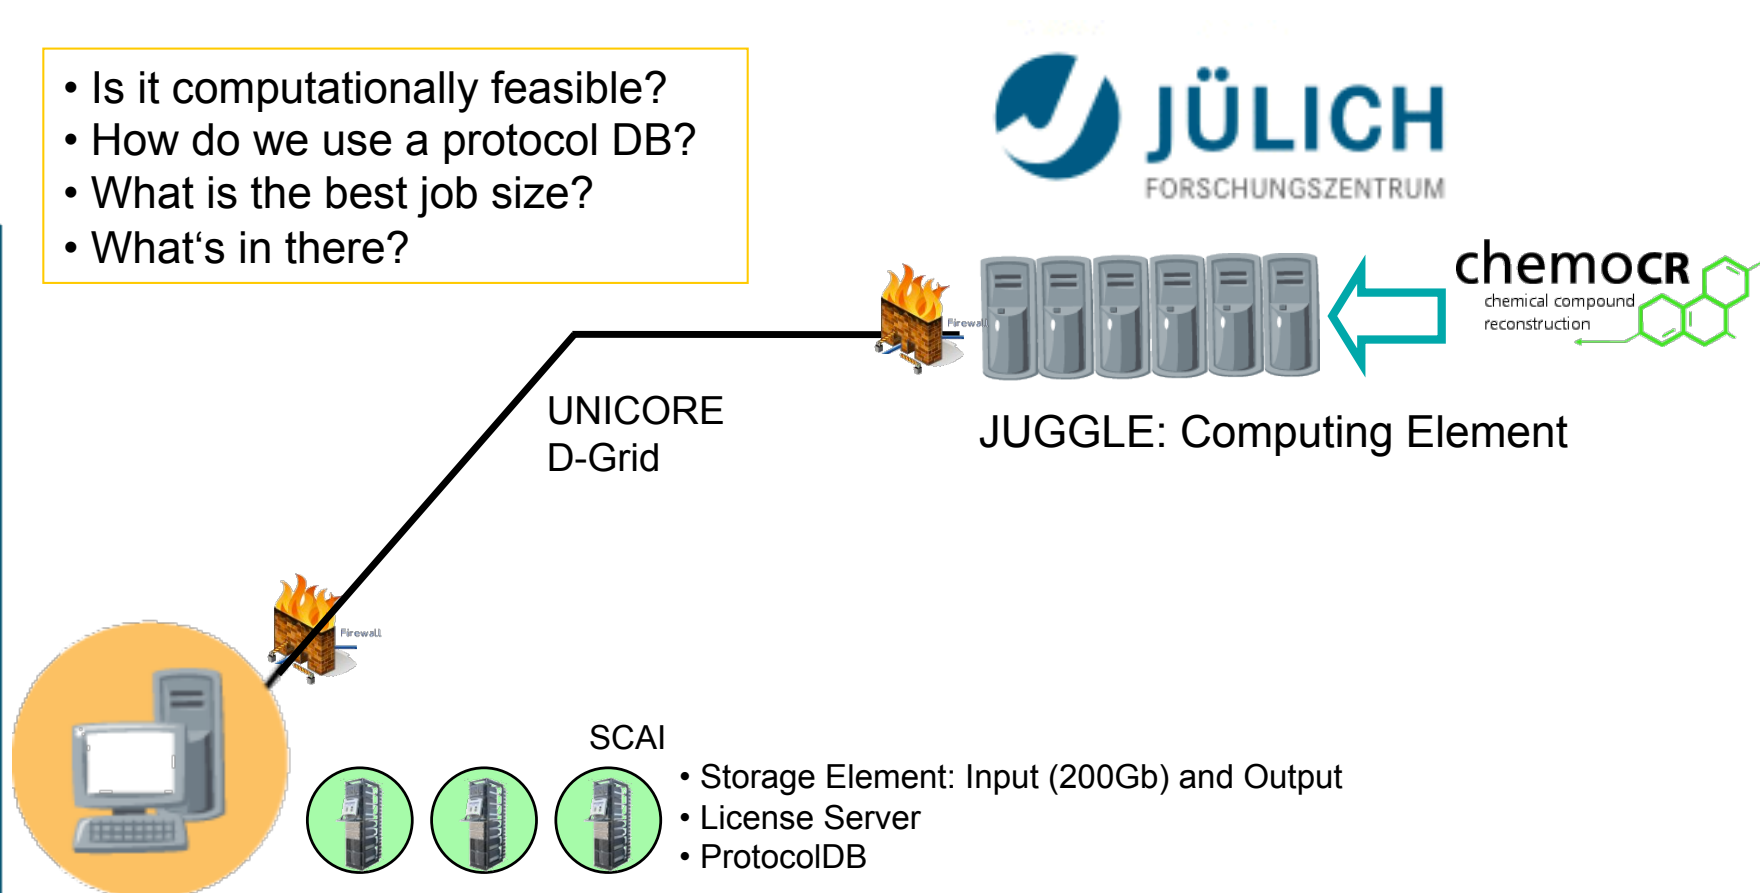 • Is it computationally feasible?
• How do we use a protocol DB?
• What is the best job size?
• What‘s in there?
JÜLICH
FORSCHUNGSZENTRUM
chemoCR
chemical compound
reconstruction
Firewall
UNICORE
D-Grid
JUGGLE: Computing Element
Firewall
SCAI
• Storage Element: Input (200Gb) and Output
• License Server
• ProtocolDB